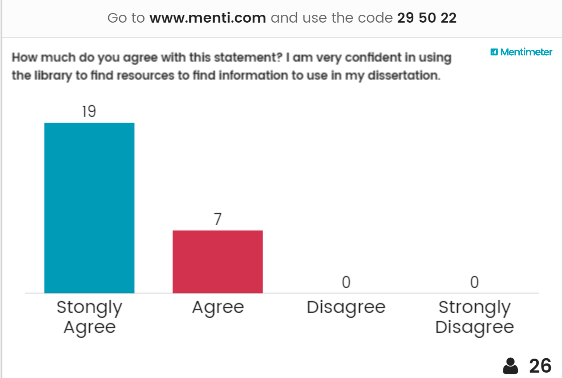 Go to www.menti.com and use the code 29 50 22
How much do you agree with this statement? I am very confident in using
the library to find resources to find information to use in my dissertation.
Mentimeter
19
7
0
0
Stongly
Agree
Agree
Disagree
Strongly
Disagree
26